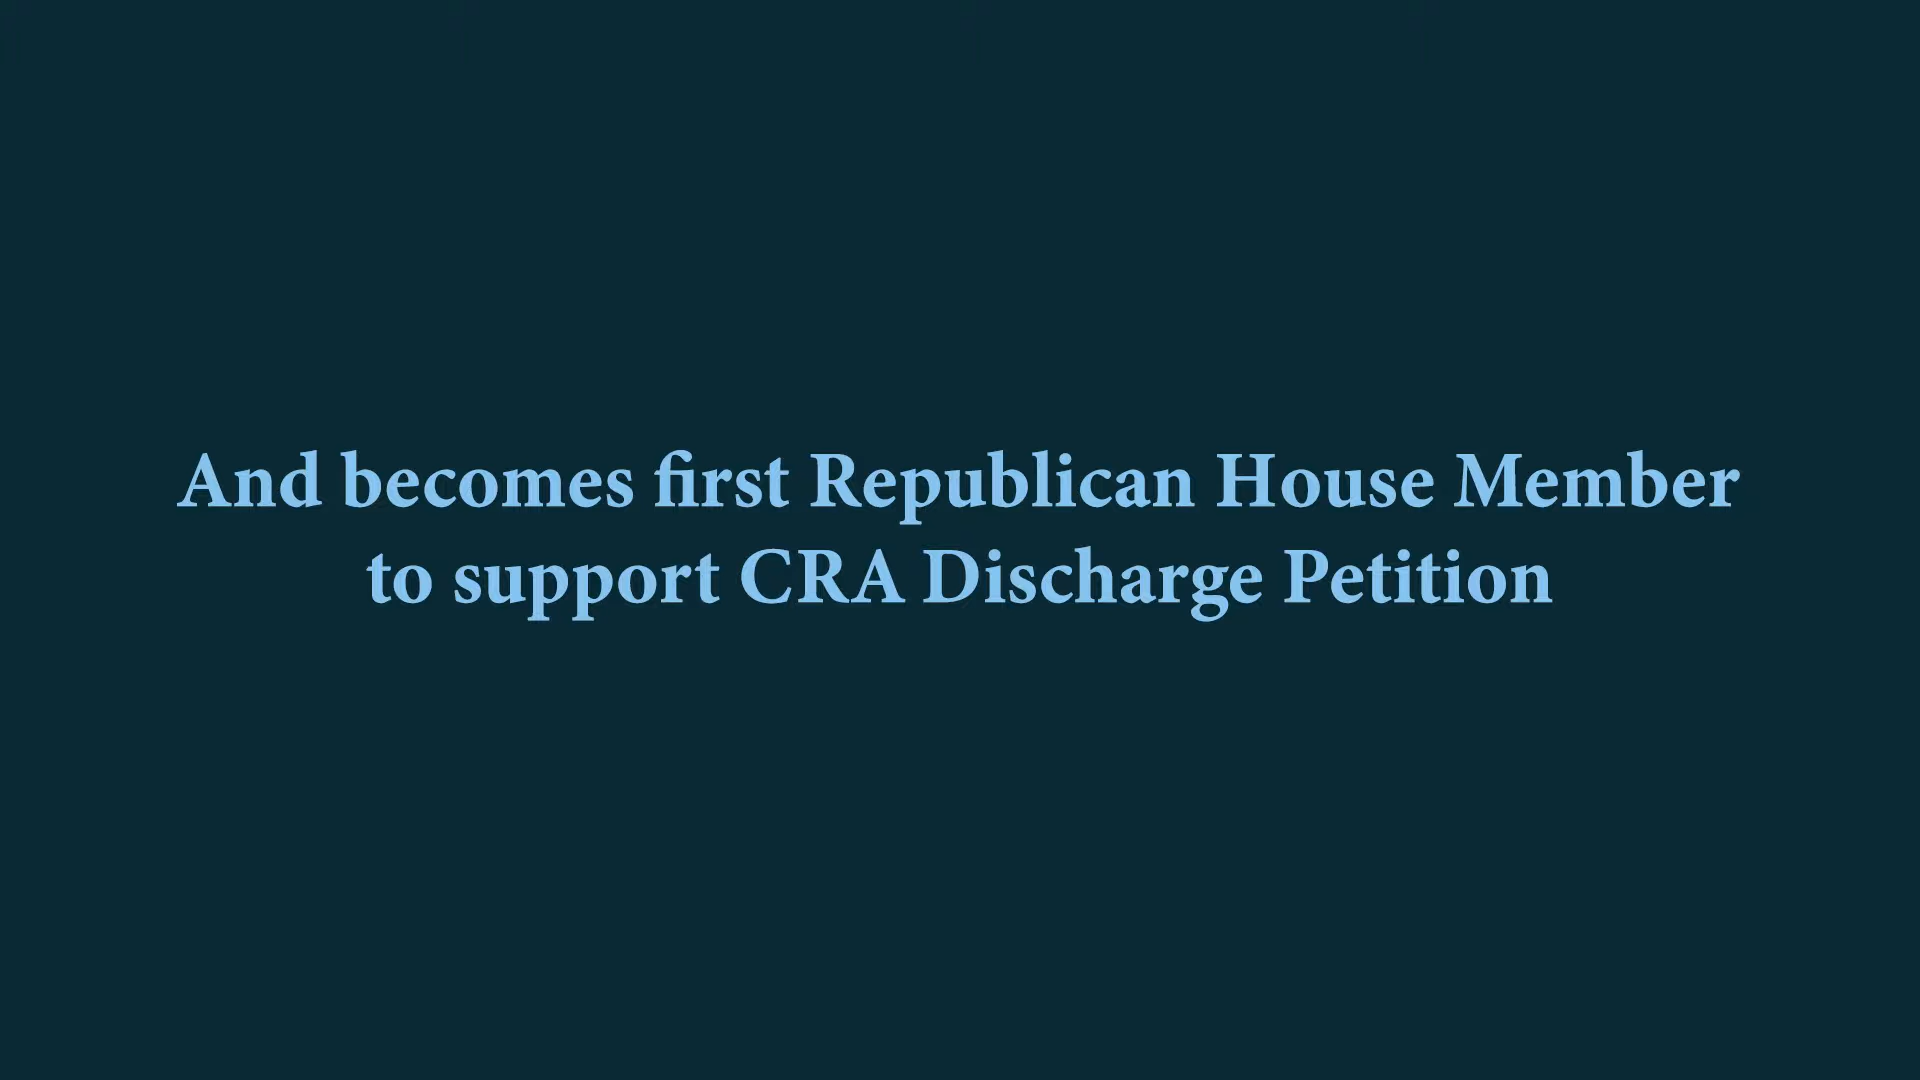 And becomes first Republican House Member
to support CRA Discharge Petition